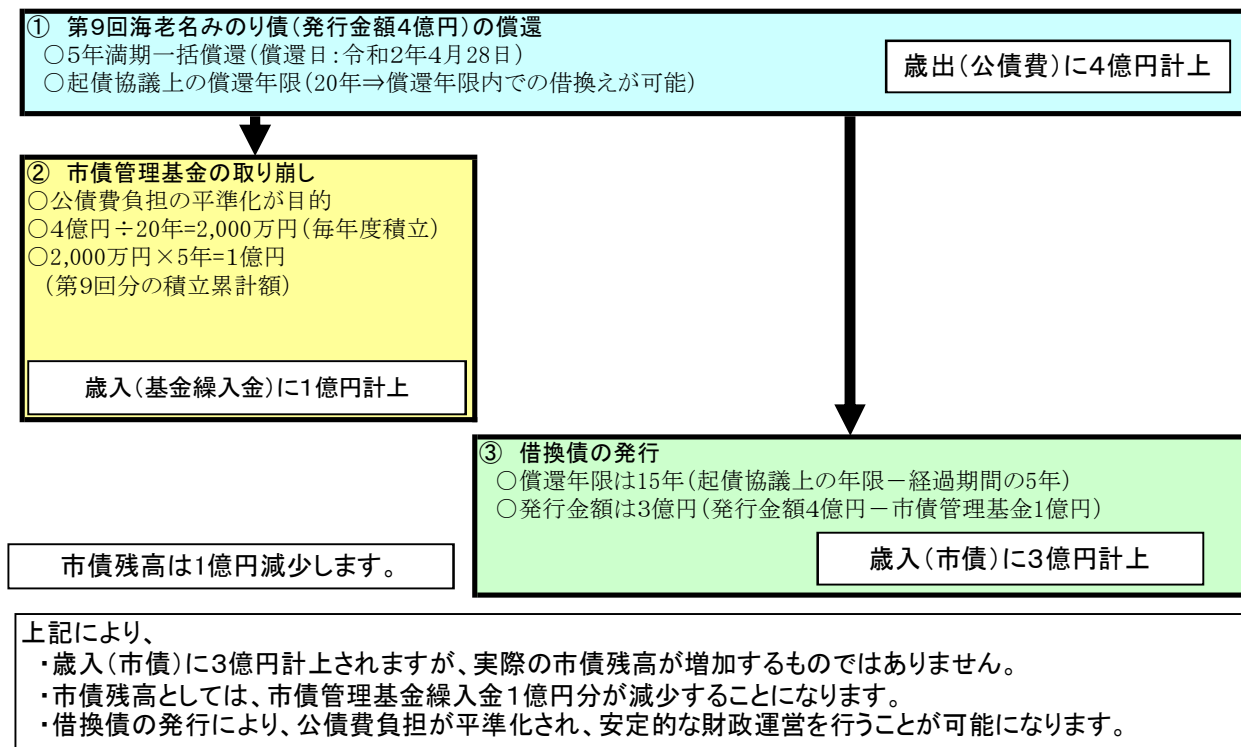 ① 第9回海老名みのり債(発行金額4億円)の償還
○5年満期一括償還(償還日:令和2年4月28日)
○起債協議上の償還年限(20年⇒償還年限内での借換えが可能)
歳出(公債費)に4億円計上
② 市債管理基金の取り崩し
○公債費負担の平準化が目的
○4億円÷20年=2,000万円(毎年度積立)
○2,000万円×5年=1億円
(第9回分の積立累計額)
歳入(基金繰入金)に1億円計上
③ 借換債の発行
○償還年限は15年(起債協議上の年限-経過期間の5年)
○発行金額は3億円(発行金額4億円-市債管理基金1億円)
歳入(市債)に3億円計上
市債残高は1億円減少します。
上記により、
・歳入(市債)に3億円計上されますが、実際の市債残高が増加するものではありません。
・市債残高としては、市債管理基金繰入金1億円分が減少することになります。
・借換債の発行により、公債費負担が平準化され、安定的な財政運営を行うことが可能になります。